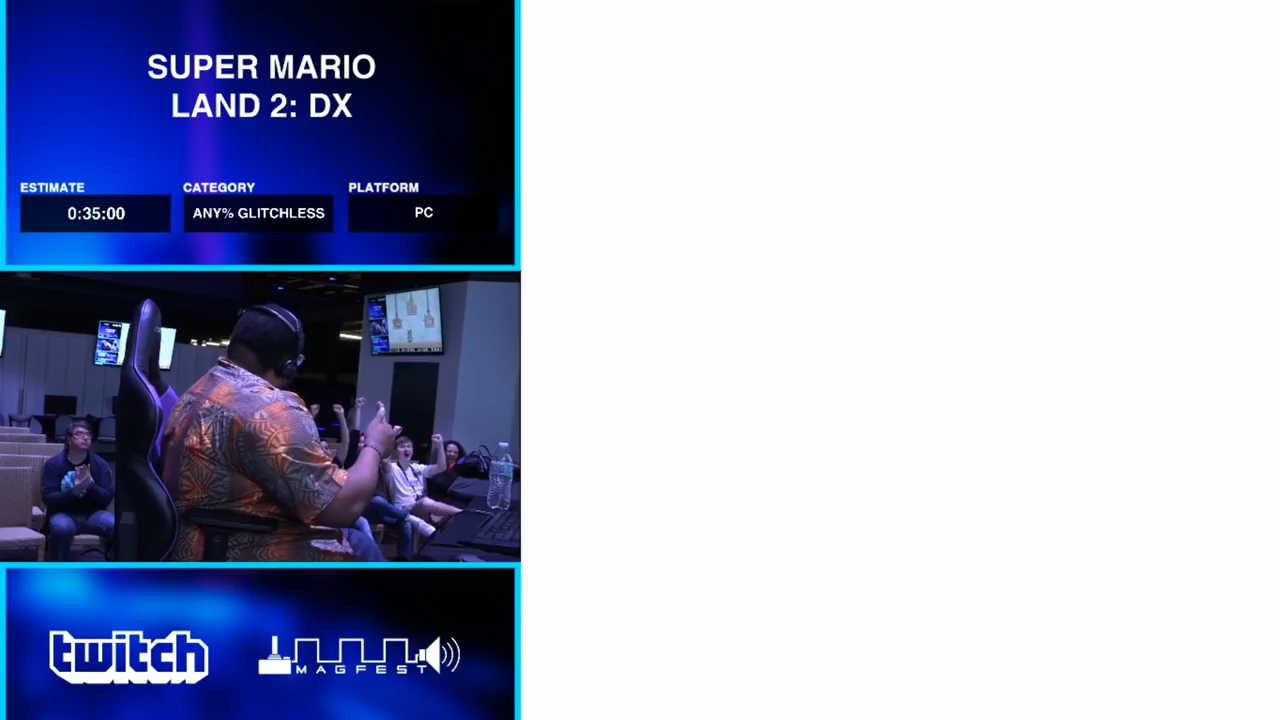 SUPER MARIO
LAND 2: DX
ESTIMATE
CATEGORY
PLATFORM
0:35:00
ANY% GLITCHLESS
PC
twitch
MAGFEST